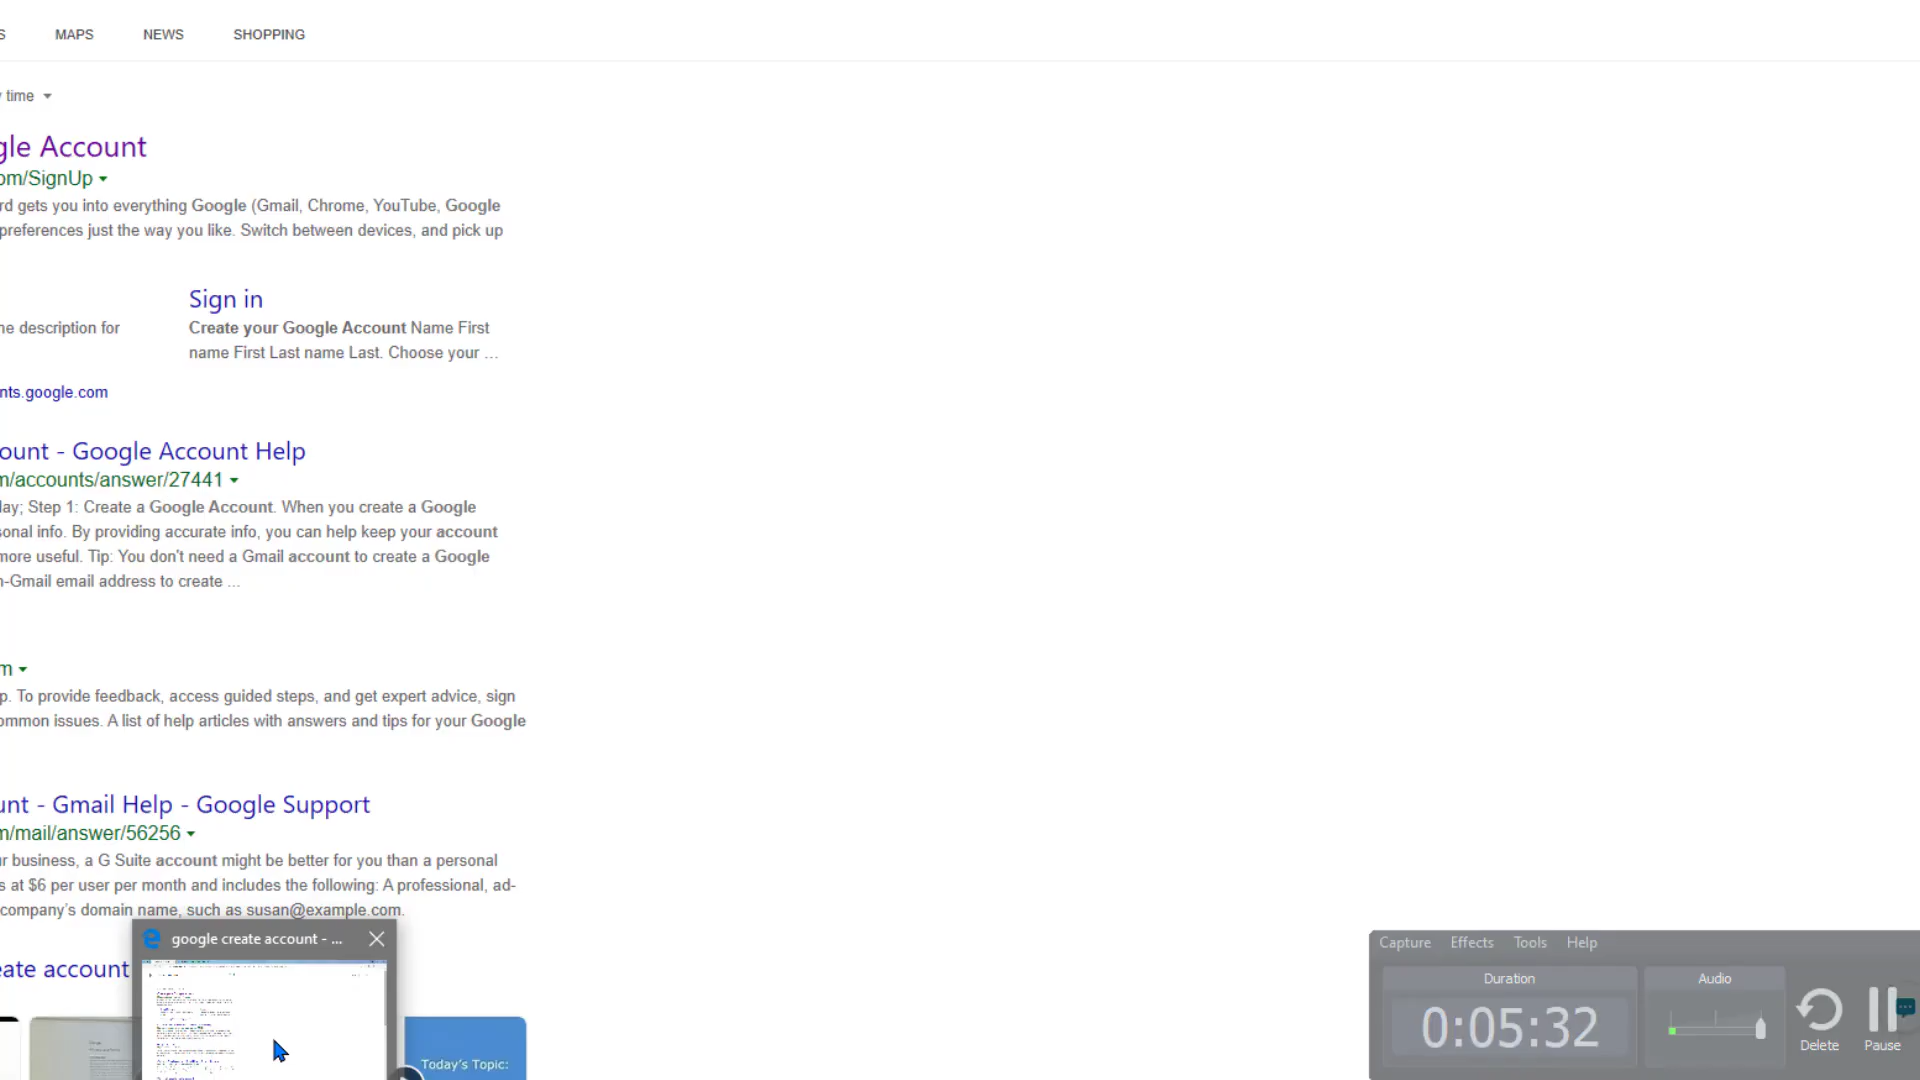 S MAPS NEWS SHOPPING
time
gle Account
om/SignUp
rd gets you into everything Google (Gmail, Chrome, YouTube, Google
preferences just the way you like. Switch between devices, and pick up
Sign in
ne description for
Create your Google Account Name First
name First Last name Last. Choose your ...
nts.google.com
ount - Google Account Help
m/accounts/answer/27441
lay; Step 1: Create a Google Account. When you create a Google
sonal info. By providing accurate info, you can help keep your account
more useful. Tip: You don't need a Gmail account to create a Google
n-Gmail email address to create ...
m
p. To provide feedback, access guided steps, and get expert advice, sign
ommon issues. A list of help articles with answers and tips for your Google
unt - Gmail Help - Google Support
m/mail/answer/56256
ur business, a G Suite account might be better for you than a personal
s at $6 per user per month and includes the following: A professional, ad-
company's domain name, such as susan@example.com.
google create account - ...
eate account
Today's Topic:
Capture Effects Tools Help
Duration
Audio
0:05:32
Delete
Pause